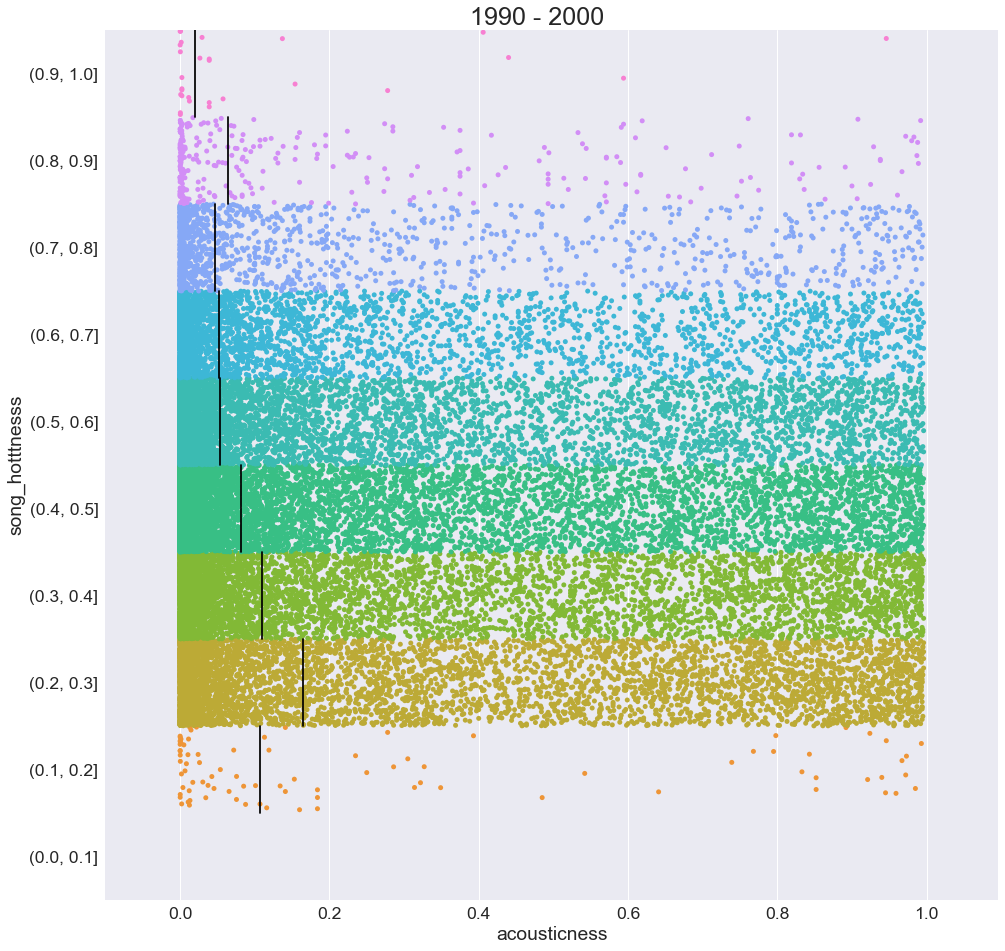 1990 - 2000
(0.9, 1.0]
(0.8, 0.9]
(0.7, 0.8]
(0.6, 0.7]
(0.5, 0.6]
(0.4, 0.5]
(0.3, 0.4]
(0.2, 0.3]
(0.1, 0.2]
(0.0, 0.1]
song_hotttnesss
0.0 0.2 0.4 0.6 0.8 1.0
acousticness